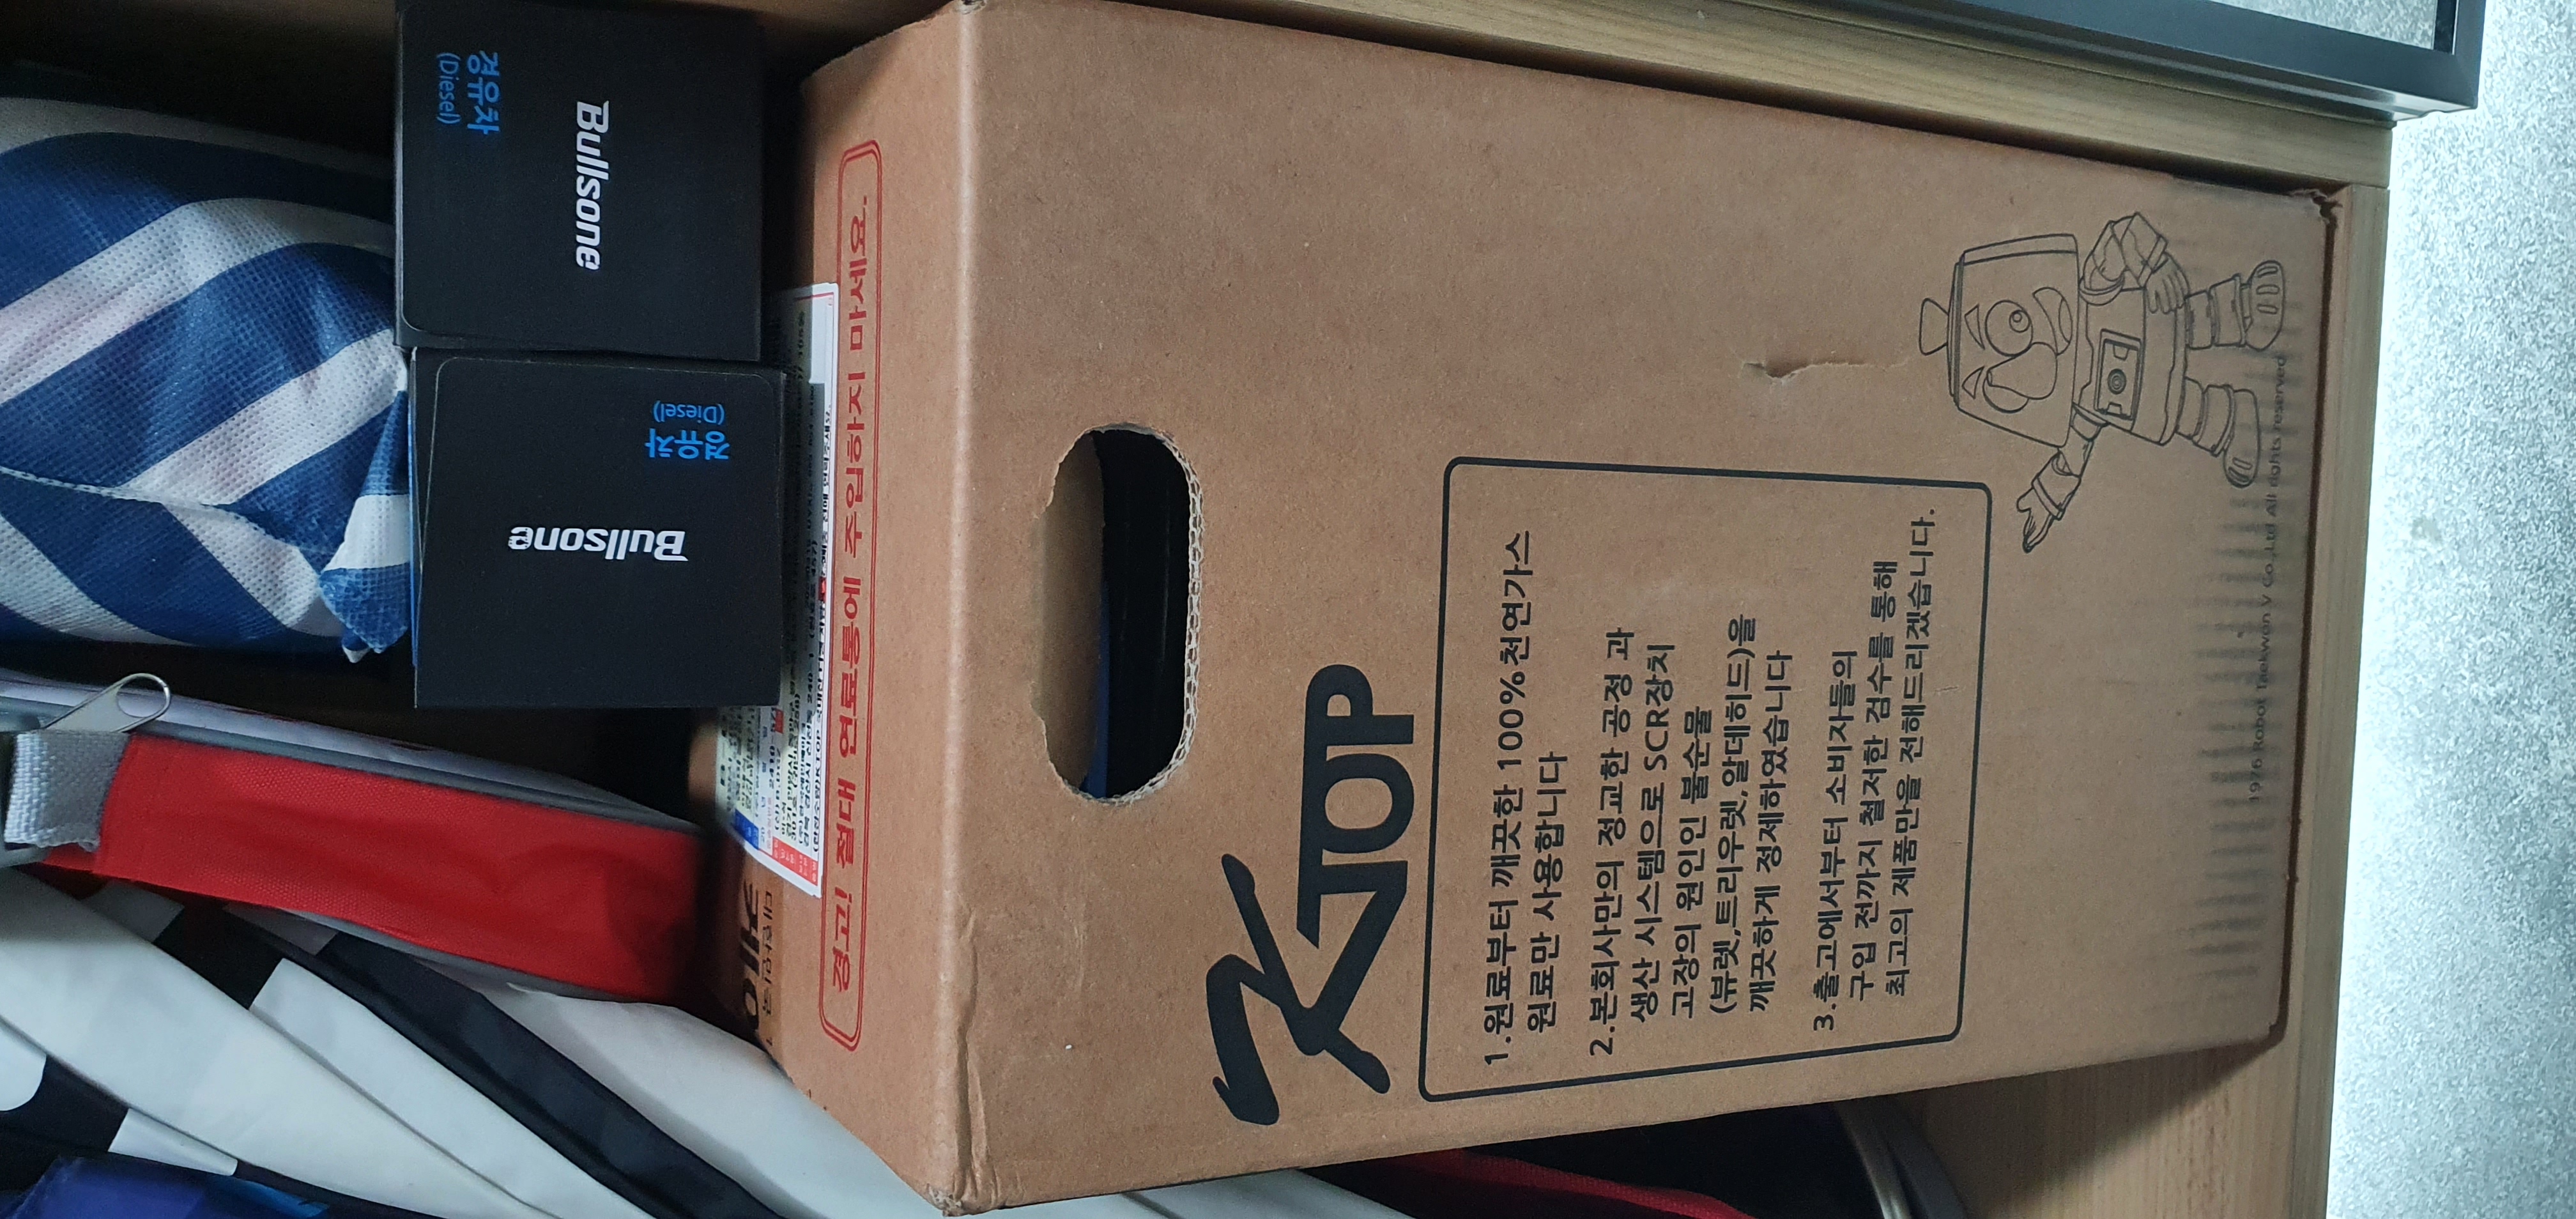 경유차
(Diesel)
Bullsone
경유차
(Diesel)
Bullsone
경고! 절대 연료통에 주입하지 마세요.
KTOP
1.원료부터 깨끗한 100%천연가스
원료만 사용합니다
2.본회사만의 정교한 공정 과
생산 시스템으로 SCR장치
고장의 원인인 불순물
(뷰렛,트리우렛,알데히드)을
깨끗하게 정제하였습니다
3.출고에서부터 소비자들의
구입 전까지 철저한 검수를 통해
최고의 제품만을 전해드리겠습니다.
1976 Robot Taekwon V Co.,Ltd All rights reserved